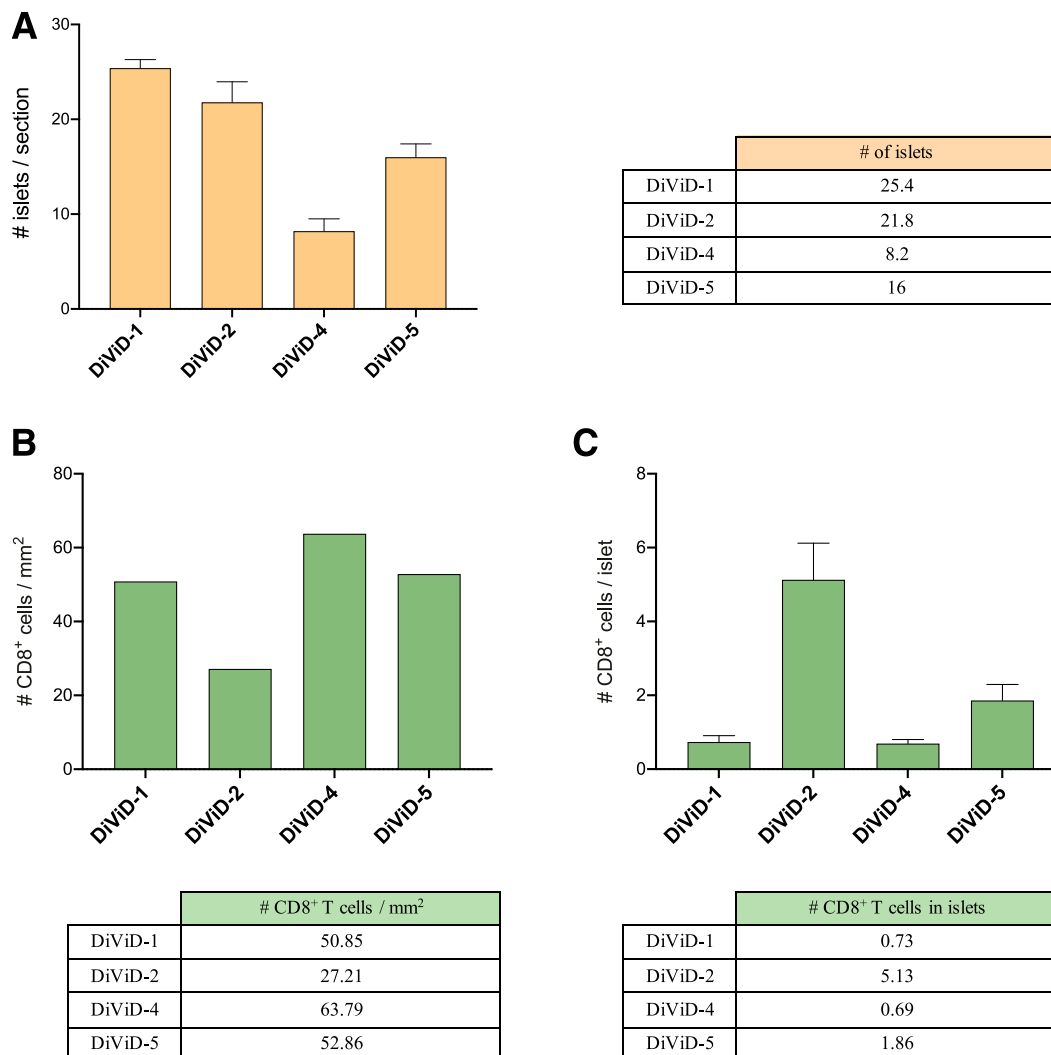 A
# islets / section
30
20
10
0
DiViD-1
DiViD-2
DiViD-4
DiViD-5
# of islets
DiViD-1 25.4
DiViD-2 21.8
DiViD-4 8.2
DiViD-5 16
B
# CD8⁺ cells / mm²
80
60
40
20
0
DiViD-1
DiViD-2
DiViD-4
DiViD-5
# CD8⁺ T cells / mm²
DiViD-1 50.85
DiViD-2 27.21
DiViD-4 63.79
DiViD-5 52.86
C
# CD8⁺ cells / islet
8
6
4
2
0
DiViD-1
DiViD-2
DiViD-4
DiViD-5
# CD8⁺ T cells in islets
DiViD-1 0.73
DiViD-2 5.13
DiViD-4 0.69
DiViD-5 1.86